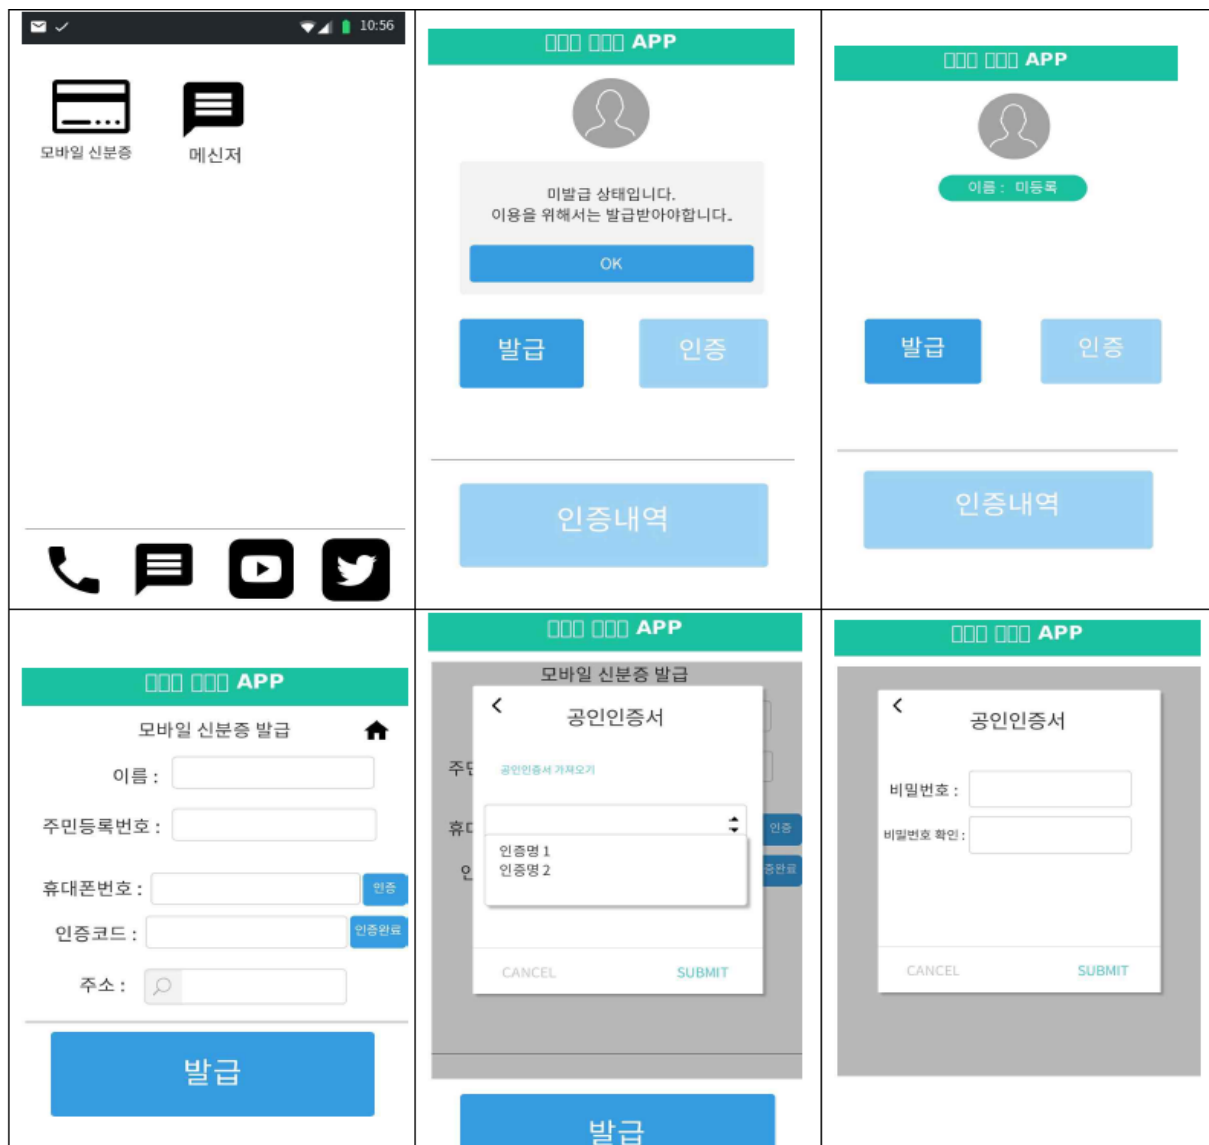 10:56
모바일 신분증
메신저
APP
미발급 상태입니다.
이용을 위해서는 발급받아야합니다.
OK
발급
인증
인증내역
APP
이름 : 미등록
발급
인증
인증내역
APP
모바일 신분증 발급
이름 :
주민등록번호 :
휴대폰번호 :
인증
인증코드 :
인증완료
주소 :
발급
APP
모바일 신분증 발급
공인인증서
주민
공인인증서 가져오기
휴대
인증
인증명 1
인증명 2
증완료
CANCEL
SUBMIT
발급
APP
공인인증서
비밀번호 :
비밀번호 확인 :
CANCEL
SUBMIT